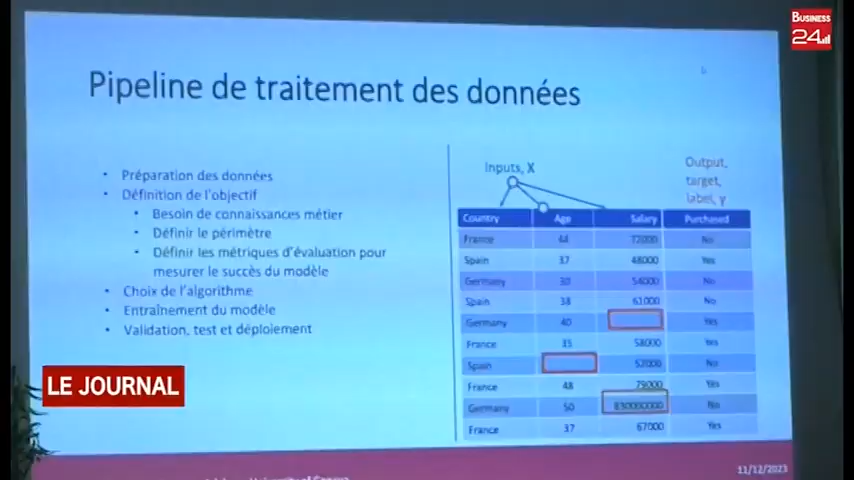 BUSINESS
24
Pipeline de traitement des données
Préparation des données
Définition de l'objectif
Besoin de connaissances métier
Définir le périmètre
Définir les métriques d'évaluation pour
mesurer le succès du modèle
Choix de l'algorithme
Entraînement du modèle
Validation, test et déploiement
Inputs, X
Output,
target,
label, y
Country Age Salary Purchased
France 44 72000 No
Spain 37 48000 Yes
Germany 30 54000 No
Spain 38 61000 No
Germany 40 Yes
France 35 58000 Yes
Spain 52000 No
France 48 79000 Yes
Germany 50 830000000 No
France 37 67000 Yes
LE JOURNAL
11/12/2023